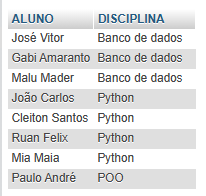 ALUNO DISCIPLINA
José Vitor Banco de dados
Gabi Amaranto Banco de dados
Malu Mader Banco de dados
João Carlos Python
Cleiton Santos Python
Ruan Felix Python
Mia Maia Python
Paulo André POO